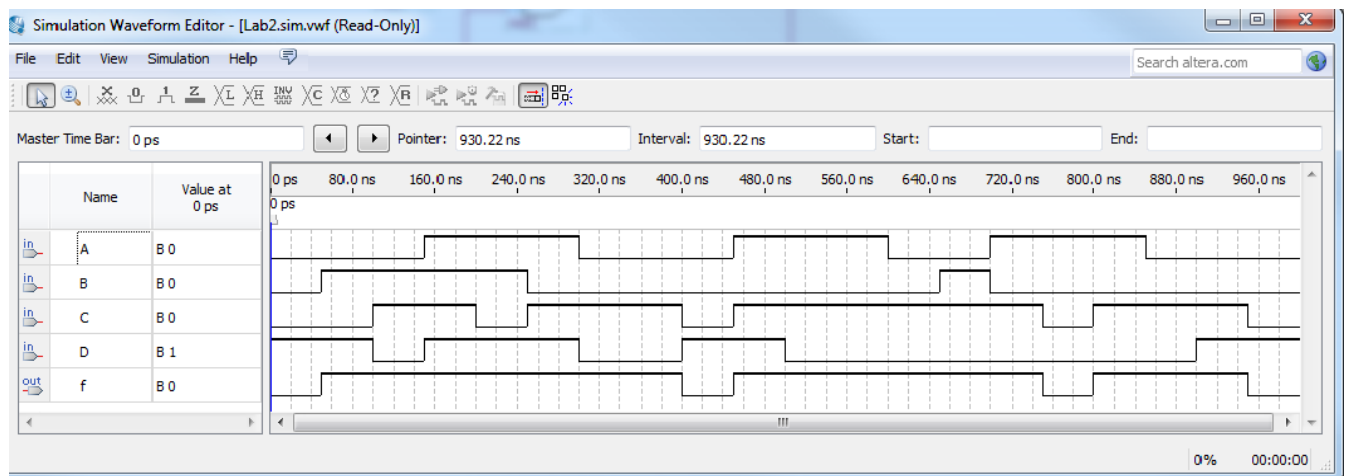 Simulation Waveform Editor - [Lab2.sim.vwf (Read-Only)]
File Edit View Simulation Help
Search altera.com
Master Time Bar: 0 ps Pointer: 930.22 ns Interval: 930.22 ns Start: End:
Name Value at 0 ps
0 ps 80.0 ns 160.0 ns 240.0 ns 320.0 ns 400.0 ns 480.0 ns 560.0 ns 640.0 ns 720.0 ns 800.0 ns 880.0 ns 960.0 ns
0 ps
in A B 0
in B B 0
in C B 0
in D B 1
out f B 0
0% 00:00:00